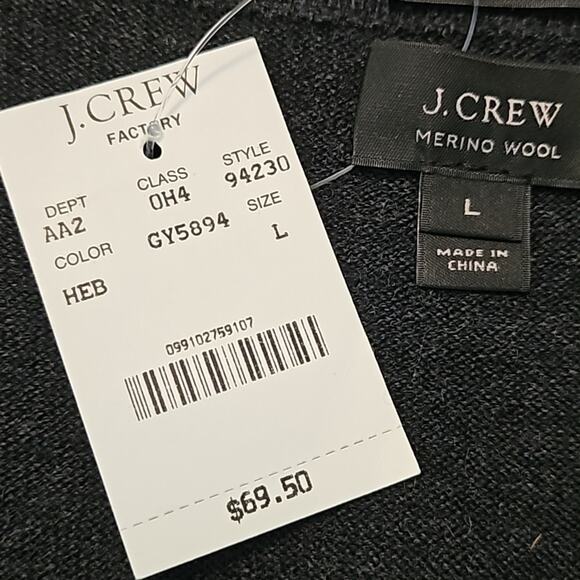 J.CREW
FACTORY
DEPT CLASS STYLE
AA2 0H4 94230
COLOR GY5894 SIZE
HEB L
099102759107
$69.50
J.CREW
MERINO WOOL
L
MADE IN
CHINA